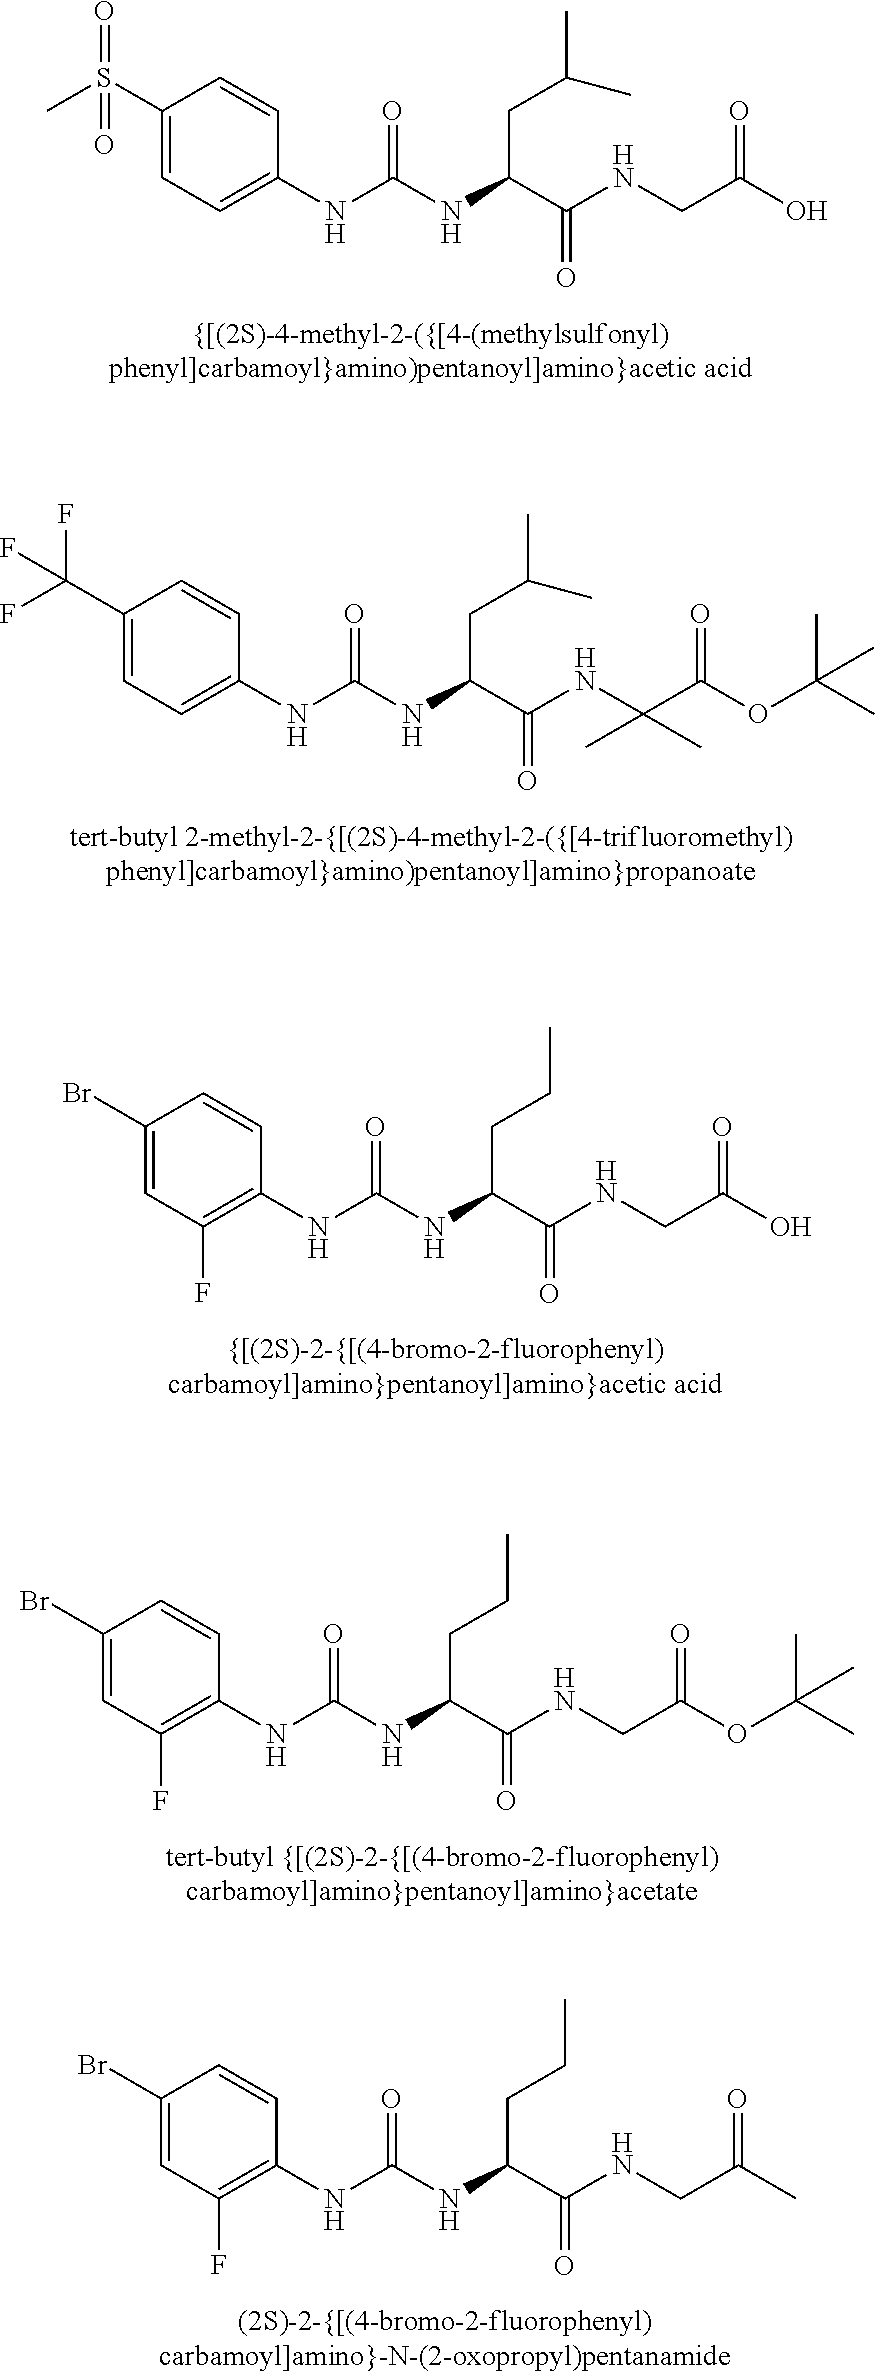 O
S
O
O
N
H
N
H
O
H
N
O
OH
{[(2S)-4-methyl-2-({[4-(methylsulfonyl)
phenyl]carbamoyl}amino)pentanoyl]amino}acetic acid
F
F
F
O
N
H
N
H
O
H
N
O
O
tert-butyl 2-methyl-2-{[(2S)-4-methyl-2-({[4-trifluoromethyl)
phenyl]carbamoyl}amino)pentanoyl]amino}propanoate
Br
F
O
N
H
N
H
O
H
N
O
OH
{[(2S)-2-{[(4-bromo-2-fluorophenyl)
carbamoyl]amino}pentanoyl]amino}acetic acid
Br
F
O
N
H
N
H
O
H
N
O
O
tert-butyl {[(2S)-2-{[(4-bromo-2-fluorophenyl)
carbamoyl]amino}pentanoyl]amino}acetate
Br
F
O
N
H
N
H
O
H
N
O
(2S)-2-{[(4-bromo-2-fluorophenyl)
carbamoyl]amino}-N-(2-oxopropyl)pentanamide